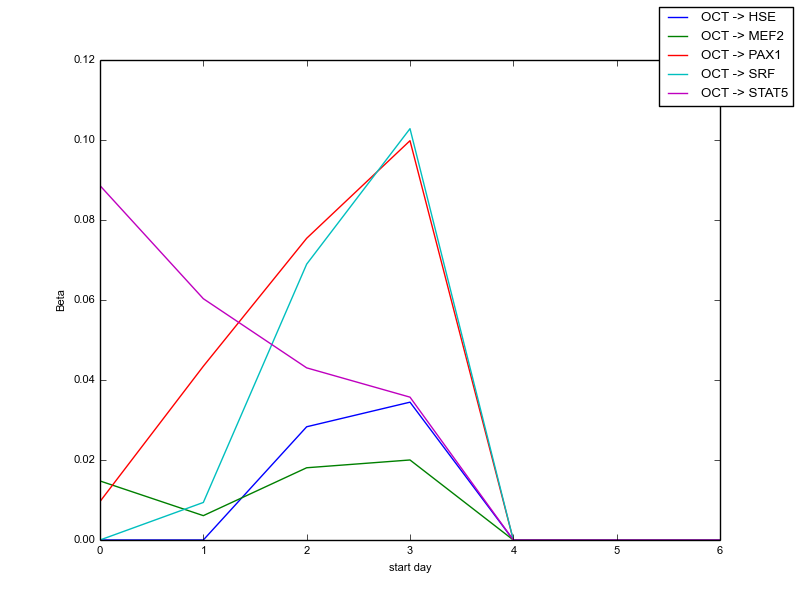 OCT -> HSE
OCT -> MEF2
OCT -> PAX1
OCT -> SRF
OCT -> STAT5
0.12
0.10
0.08
0.06
0.04
0.02
0.00
Beta
0 1 2 3 4 5 6
start day